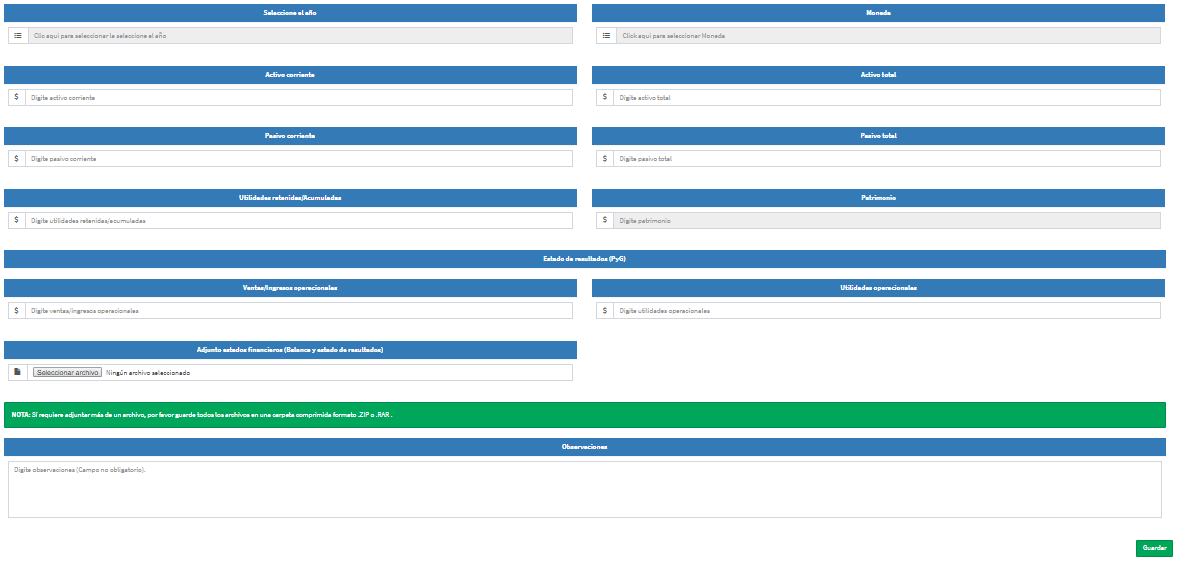 Seleccione el año
Moneda
Clic aquí para seleccionar la seleccione el año
Click aquí para seleccionar Moneda
Activo corriente
Activo total
$ Digite activo corriente
$ Digite activo total
Pasivo corriente
Pasivo total
$ Digite pasivo corriente
$ Digite pasivo total
Utilidades retenidas/Acumuladas
Patrimonio
$ Digite utilidades retenidas/acumuladas
$ Digite patrimonio
Estado de resultados (PyG)
Ventas/Ingresos operacionales
Utilidades operacionales
$ Digite ventas/ingresos operacionales
$ Digite utilidades operacionales
Adjunto estados financieros (Balance y estado de resultados)
Seleccionar archivo Ningún archivo seleccionado
NOTA: Sí requiere adjuntar más de un archivo, por favor guarde todos los archivos en una carpeta comprimida formato .ZIP o .RAR .
Observaciones
Digite observaciones (Campo no obligatorio).
Guardar